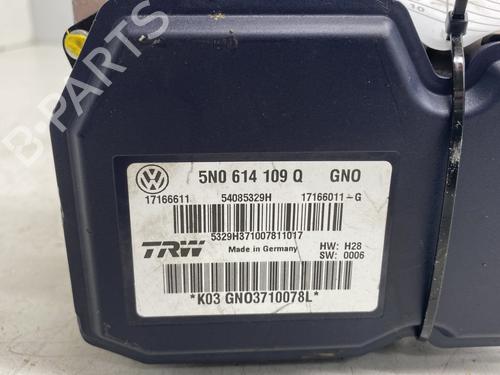 5N0 614 109 Q GNO
17166611 54085329H 17166011-G
5329H371007811017
TRW
Made in Germany
HW: H28
SW: 0006
*K03 GNO3710078L*
B-PARTS